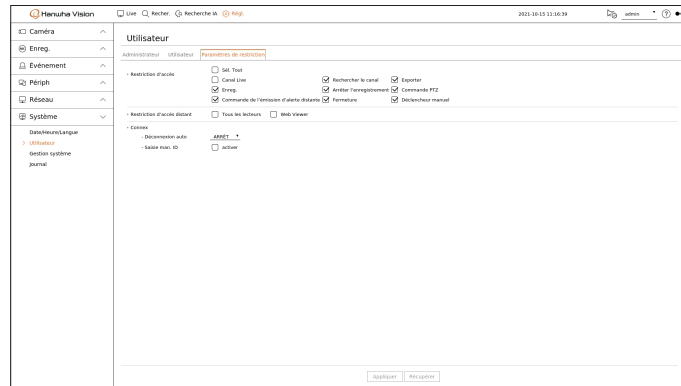 Hanwha Vision Live Recher. Recherche IA Régl. 2021-10-15 11:16:39 admin ?
Caméra
Enreg.
Événement
Périph
Réseau
Système
Date/Heure/Langue
> Utilisateur
Gestion système
Journal
Utilisateur
Administrateur Utilisateur Paramètres de restriction
• Restriction d'accès Sél. Tout
Canal Live Rechercher le canal Exporter
Enreg. Arrêter l'enregistrement Commande PTZ
Commande de l'émission d'alerte distante Fermeture Déclencheur manuel
• Restriction d'accès distant Tous les lecteurs Web Viewer
• Connex
- Déconnexion auto ARRÊT
- Saisie man. ID activer
Appliquer Récupérer